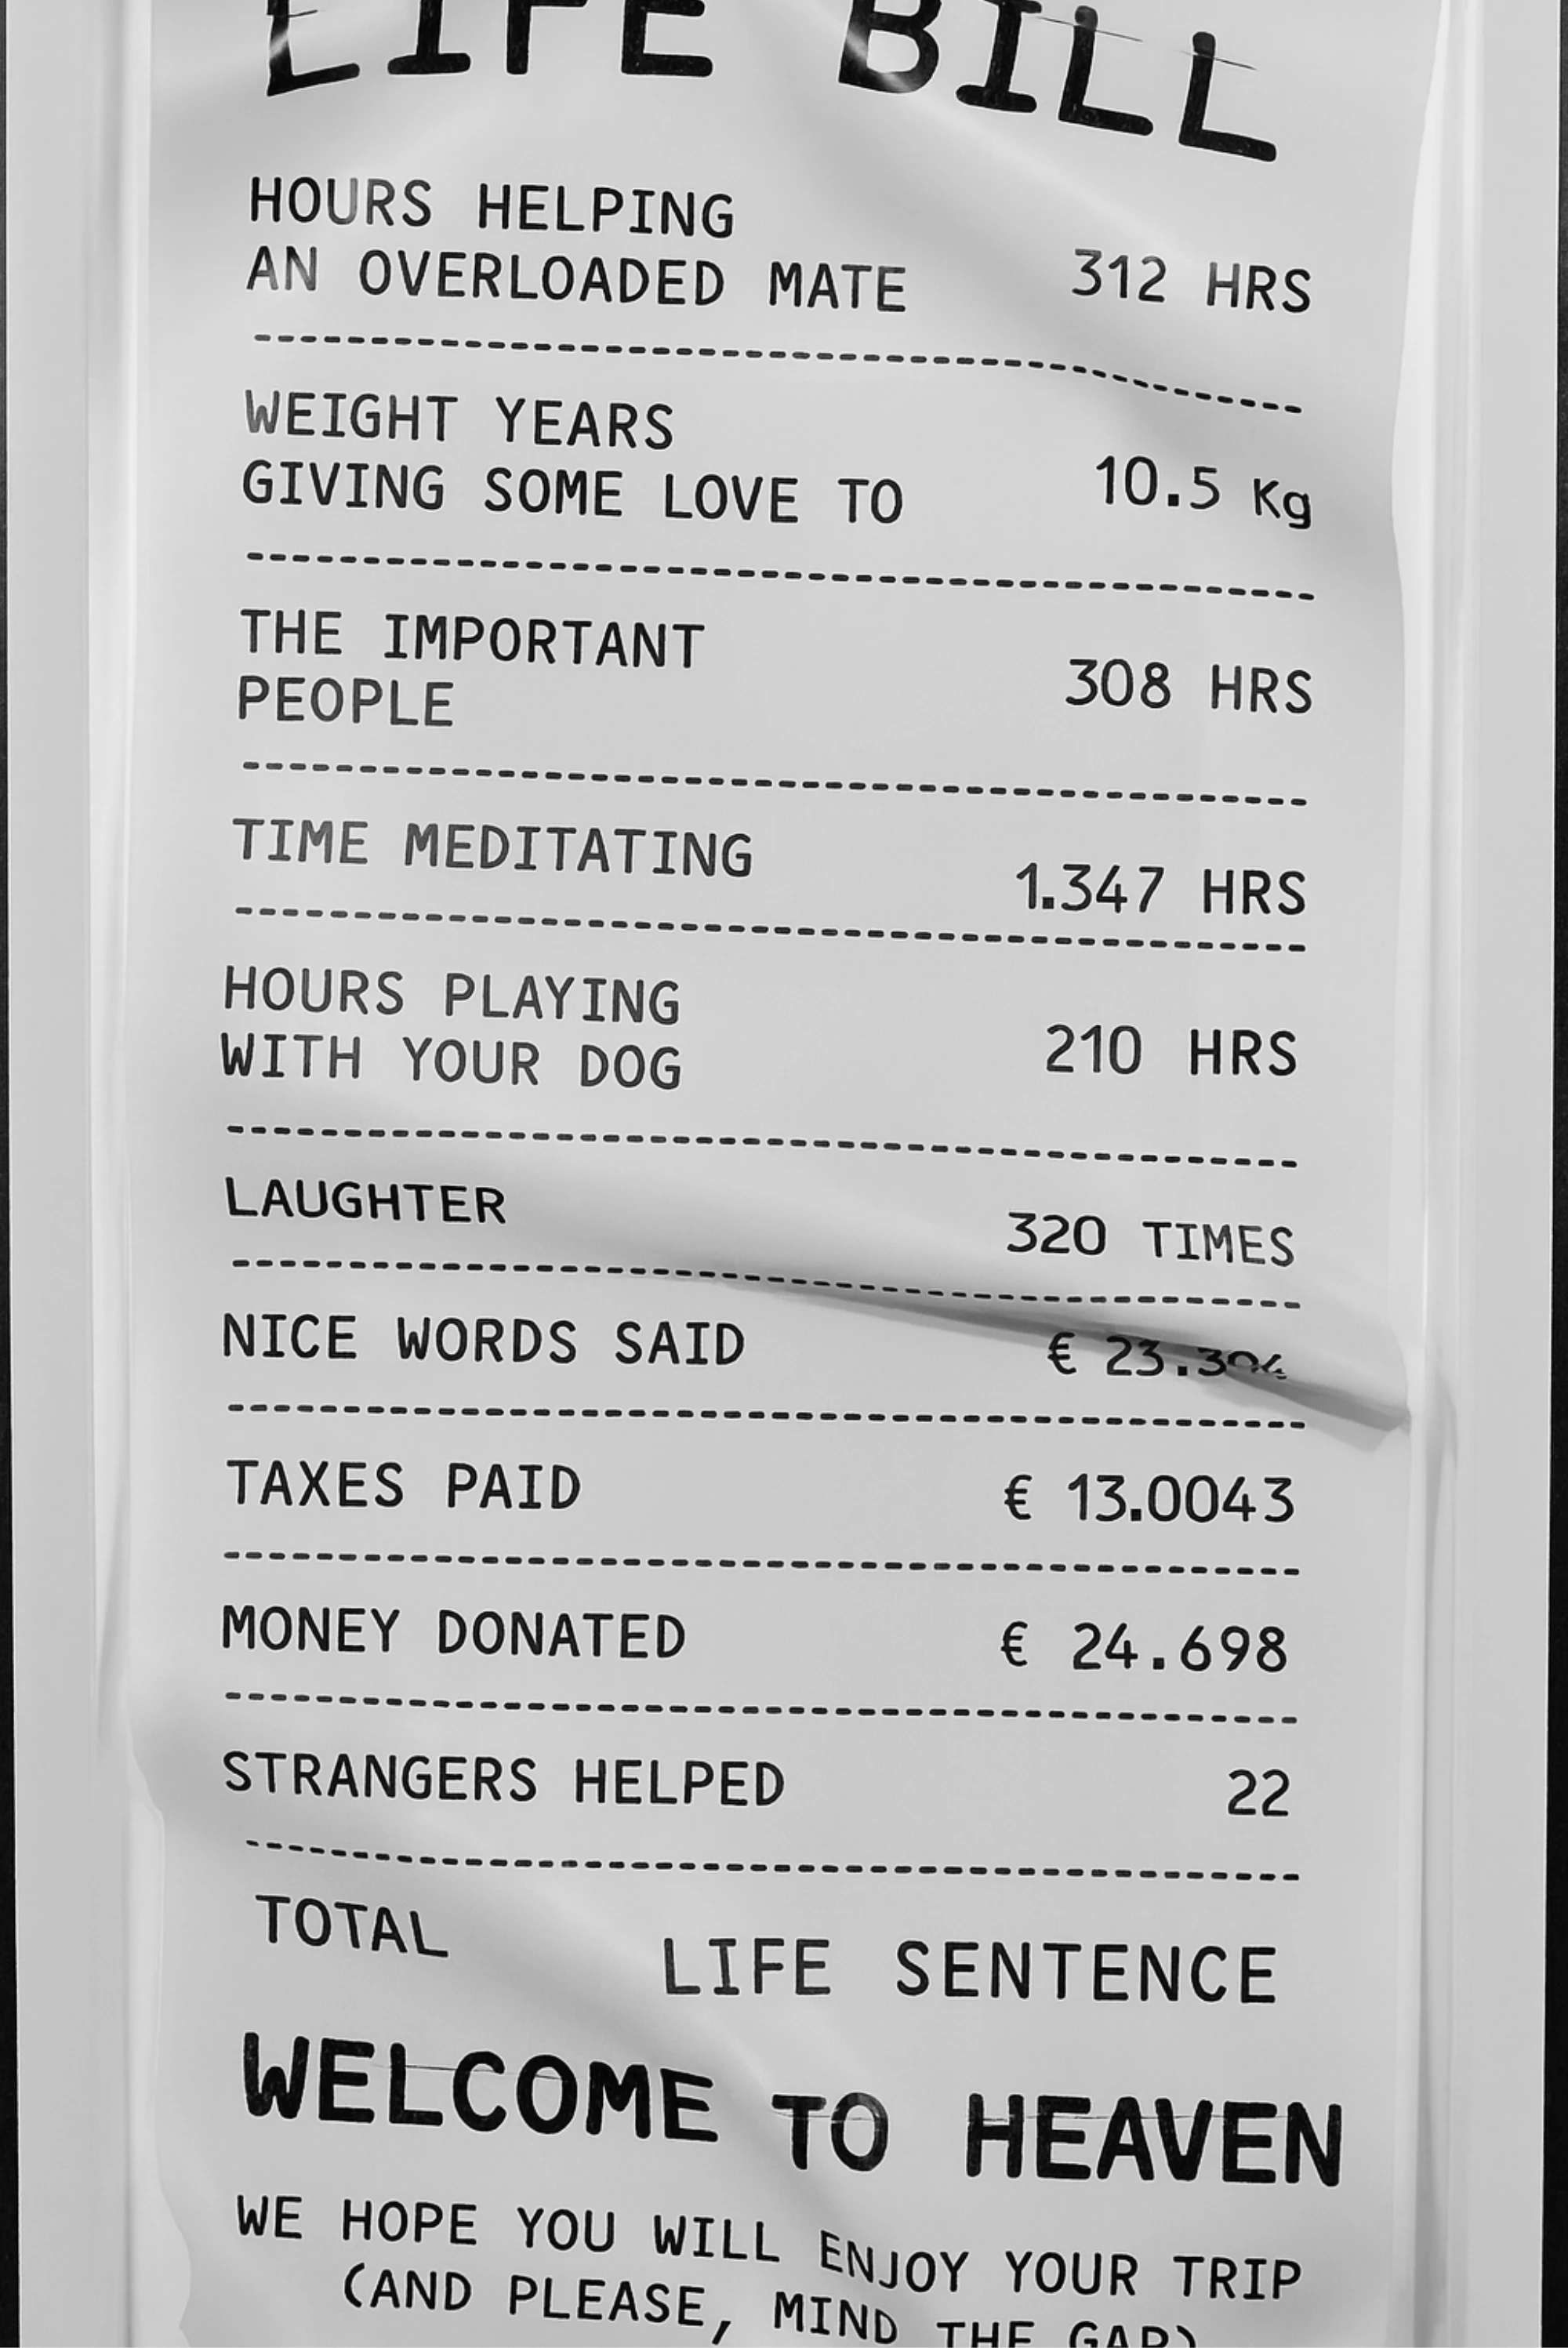 LIFE BILL
HOURS HELPING
AN OVERLOADED MATE 312 HRS
WEIGHT YEARS
GIVING SOME LOVE TO 10.5 Kg
THE IMPORTANT
PEOPLE 308 HRS
TIME MEDITATING 1.347 HRS
HOURS PLAYING
WITH YOUR DOG 210 HRS
LAUGHTER 320 TIMES
NICE WORDS SAID €
TAXES PAID € 13.0043
MONEY DONATED € 24.698
STRANGERS HELPED 22
TOTAL LIFE SENTENCE
WELCOME TO HEAVEN
WE HOPE YOU WILL ENJOY YOUR TRIP
(AND PLEASE, MIND THE GAP)